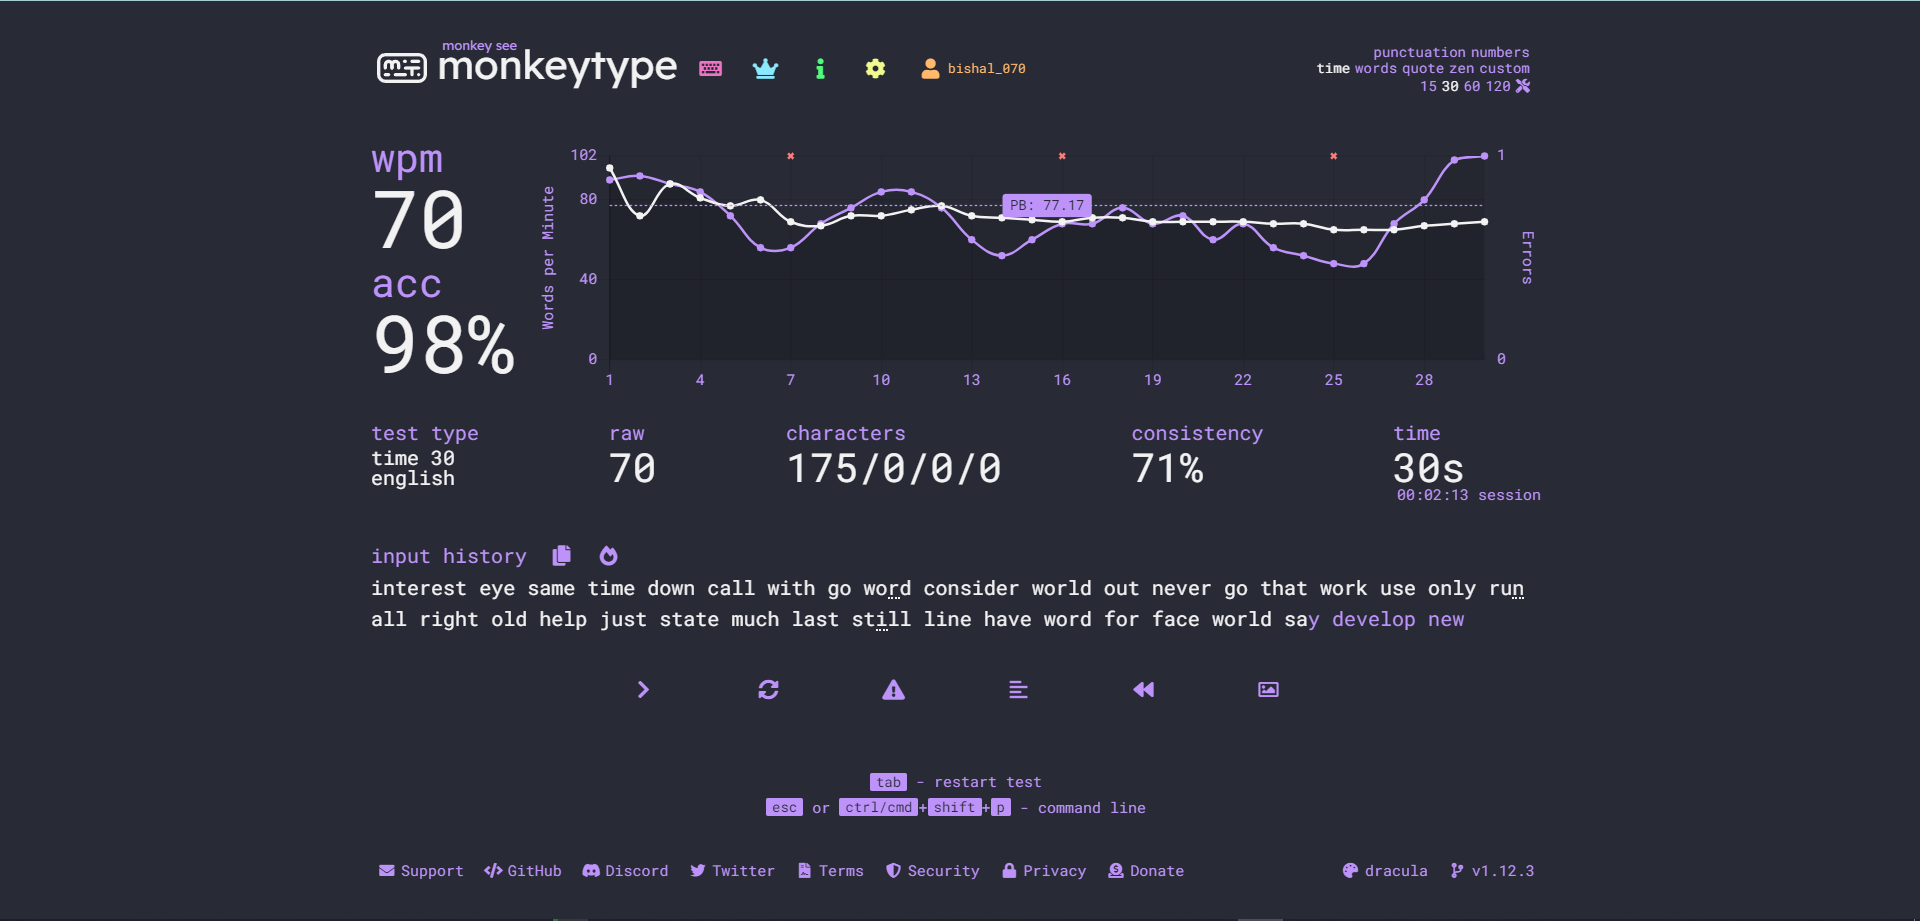 monkey see
monkeytype
bishal_070
punctuation numbers
time words quote zen custom
15 30 60 120
wpm
70
acc
98%
Words per Minute
102
80
40
0
PB: 77.17
1
0
Errors
1 4 7 10 13 16 19 22 25 28
test type
time 30
english
raw
70
characters
175/0/0/0
consistency
71%
time
30s
00:02:13 session
input history
interest eye same time down call with go word consider world out never go that work use only run
all right old help just state much last still line have word for face world say develop new
tab - restart test
esc or ctrl/cmd+shift+p - command line
Support GitHub Discord Twitter Terms Security Privacy Donate dracula v1.12.3